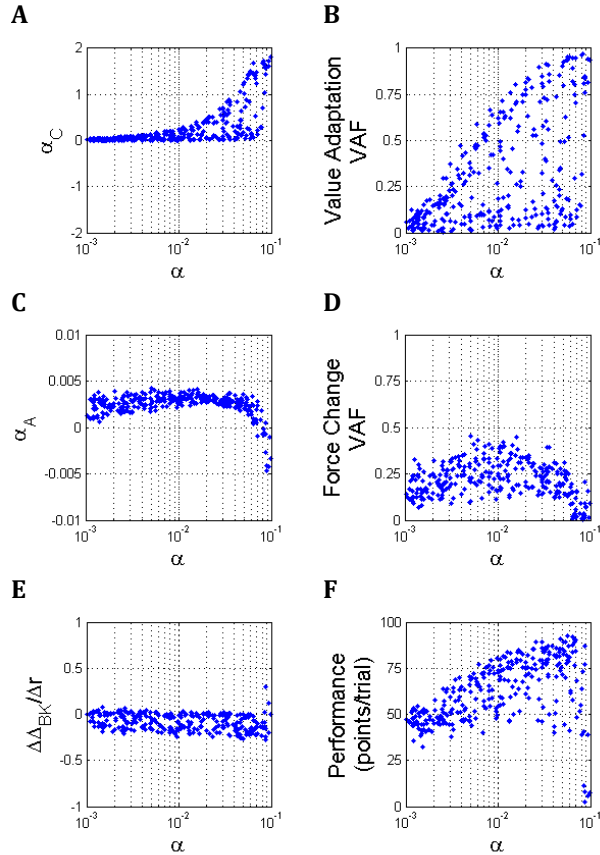 A
B
2
1
0
-1
-2
α_C
10^-3
10^-2
10^-1
α
1
0.75
0.5
0.25
0
Value Adaptation
VAF
10^-3
10^-2
10^-1
α
C
D
0.01
0.005
0
-0.005
-0.01
α_A
10^-3
10^-2
10^-1
α
1
0.75
0.5
0.25
0
Force Change
VAF
10^-3
10^-2
10^-1
α
E
F
1
0.5
0
-0.5
-1
ΔΔ_BK/Δr
10^-3
10^-2
10^-1
α
100
75
50
25
0
Performance
(points/trial)
10^-3
10^-2
10^-1
α